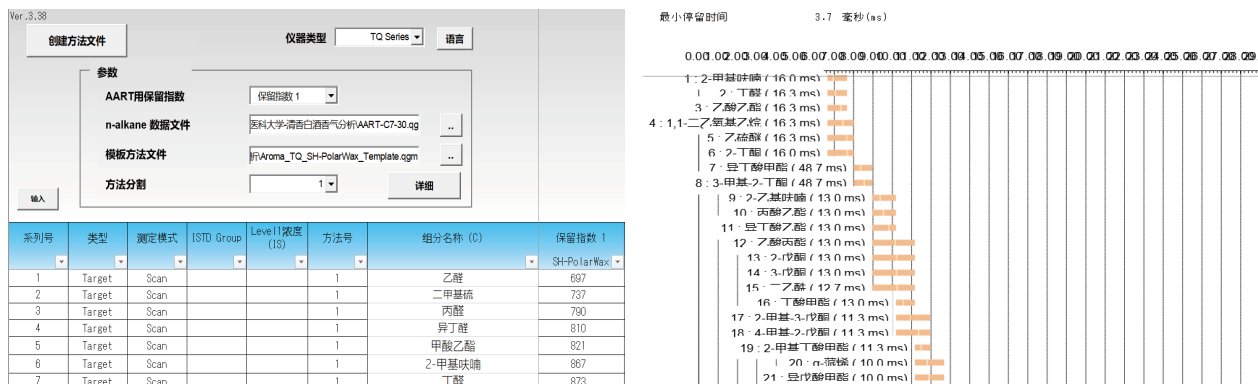 Ver.3.38
创建方法文件
仪器类型
TQ Series
语言
参数
AART用保留指数
保留指数 1
n-alkane 数据文件
医科大学-清香白酒香气分析\AART-C7-30.qg
..
模板方法文件
析\Aroma_TQ_SH-PolarWax_Template.qgm
..
方法分割
1
详细
输入
系列号 类型 测定模式 ISTD Group Level1浓度(IS) 方法号 组分名称 (C) 保留指数 1
SH-PolarWax
1 Target Scan 1 乙醛 697
2 Target Scan 1 二甲基硫 737
3 Target Scan 1 丙醛 790
4 Target Scan 1 异丁醛 810
5 Target Scan 1 甲酸乙酯 821
6 Target Scan 1 2-甲基呋喃 867
7 Target Scan 1 丁醛 873
最小停留时间 3.7 毫秒(ms)
1 : 2-甲基呋喃 ( 16.0 ms)
2 : 丁醛 ( 16.3 ms)
3 : 乙酸乙酯 ( 16.3 ms)
4 : 1,1-二乙氧基乙烷 ( 16.3 ms)
5 : 乙硫醚 ( 16.3 ms)
6 : 2-丁酮 ( 16.0 ms)
7 : 异丁酸甲酯 ( 48.7 ms)
8 : 3-甲基-2-丁酮 ( 48.7 ms)
9 : 2-乙基呋喃 ( 13.0 ms)
10 : 丙酸乙酯 ( 13.0 ms)
11 : 异丁酸乙酯 ( 13.0 ms)
12 : 乙酸丙酯 ( 13.0 ms)
13 : 2-戊酮 ( 13.0 ms)
14 : 3-戊酮 ( 13.0 ms)
15 : 二乙酰 ( 12.7 ms)
16 : 丁酸甲酯 ( 13.0 ms)
17 : 2-甲基-3-戊酮 ( 11.3 ms)
18 : 4-甲基-2-戊酮 ( 11.3 ms)
19 : 2-甲基丁酸甲酯 ( 11.3 ms)
20 : α-蒎烯 ( 10.0 ms)
21 : 异戊酸甲酯 ( 10.0 ms)